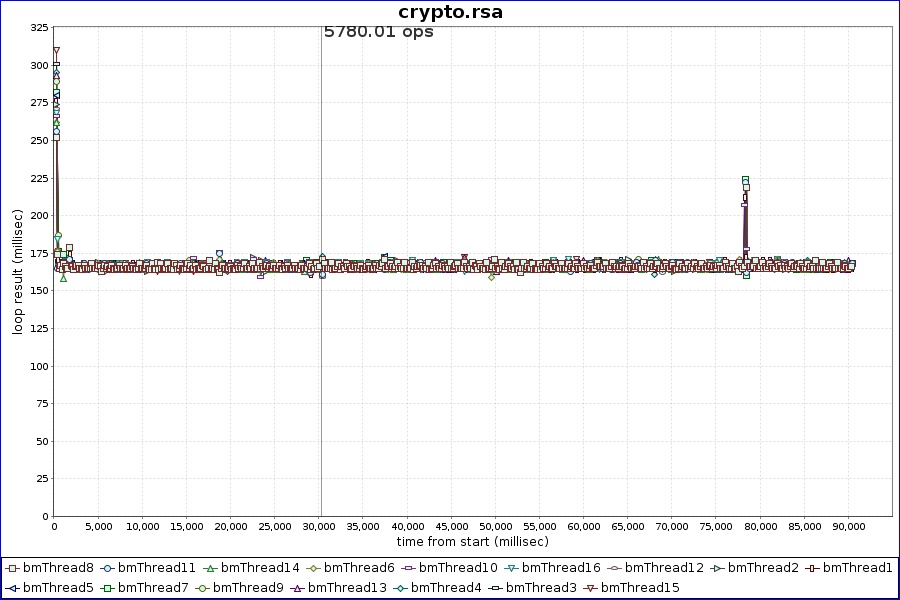 crypto.rsa
5780.01 ops
325
300
275
250
225
200
175
150
125
100
75
50
25
0
loop result (millisec)
0 5,000 10,000 15,000 20,000 25,000 30,000 35,000 40,000 45,000 50,000 55,000 60,000 65,000 70,000 75,000 80,000 85,000 90,000
time from start (millisec)
bmThread8 bmThread11 bmThread14 bmThread6 bmThread10 bmThread16 bmThread12 bmThread2 bmThread1
bmThread5 bmThread7 bmThread9 bmThread13 bmThread4 bmThread3 bmThread15